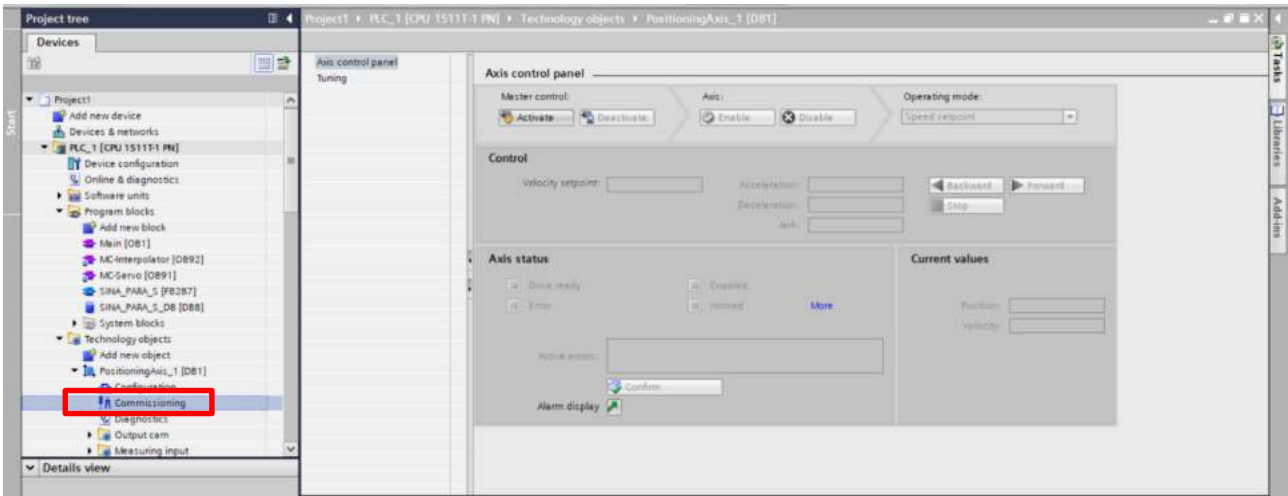 Project tree
Project1 ▸ PLC_1 [CPU 1511T-1 PN] ▸ Technology objects ▸ PositioningAxis_1 [DB1]
Devices
Start
Project1
Add new device
Devices & networks
PLC_1 [CPU 1511T-1 PN]
Device configuration
Online & diagnostics
Software units
Program blocks
Add new block
Main [OB1]
MC-Interpolator [OB92]
MC-Servo [OB91]
SINA_PARA_S [FB287]
SINA_PARA_S_DB [DB8]
System blocks
Technology objects
Add new object
PositioningAxis_1 [DB1]
Configuration
Commissioning
Diagnostics
Output cam
Measuring input
Details view
Axis control panel
Tuning
Axis control panel
Master control:
Axis:
Operating mode:
Activate
Deactivate
Enable
Disable
Speed setpoint
Control
Velocity setpoint:
Acceleration:
Deceleration:
Jerk:
Backward
Forward
Stop
Axis status
Drive ready
Enabled
Error
Homed
More
Active errors:
Confirm
Alarm display
Current values
Position:
Velocity:
Tasks
Libraries
Add-ins